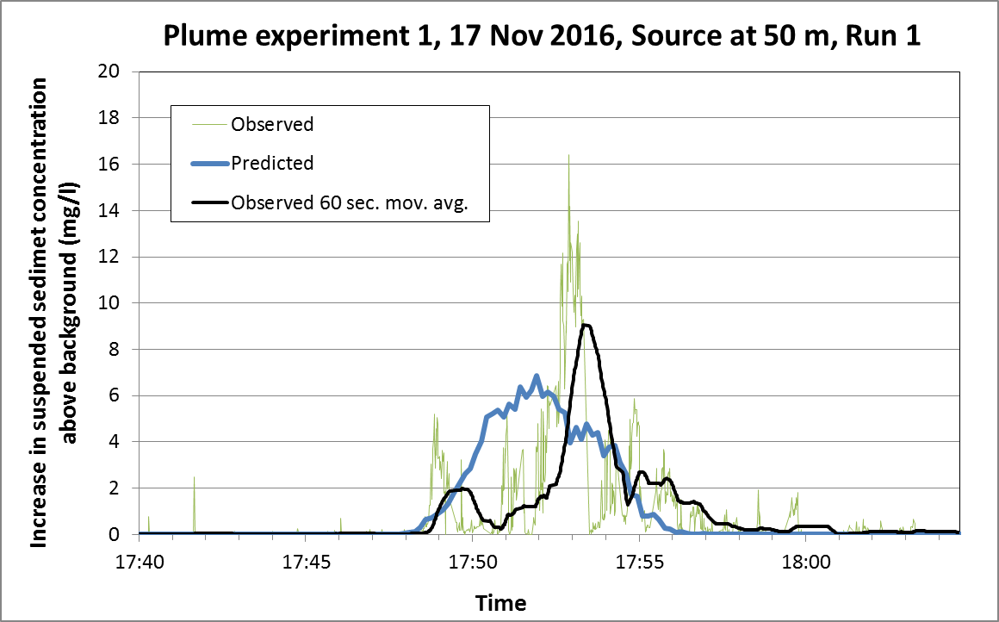 Plume experiment 1, 17 Nov 2016, Source at 50 m, Run 1
Increase in suspended sedimet concentration
above background (mg/l)
20
18
16
14
12
10
8
6
4
2
0
Observed
Predicted
Observed 60 sec. mov. avg.
17:40
17:45
17:50
17:55
18:00
Time